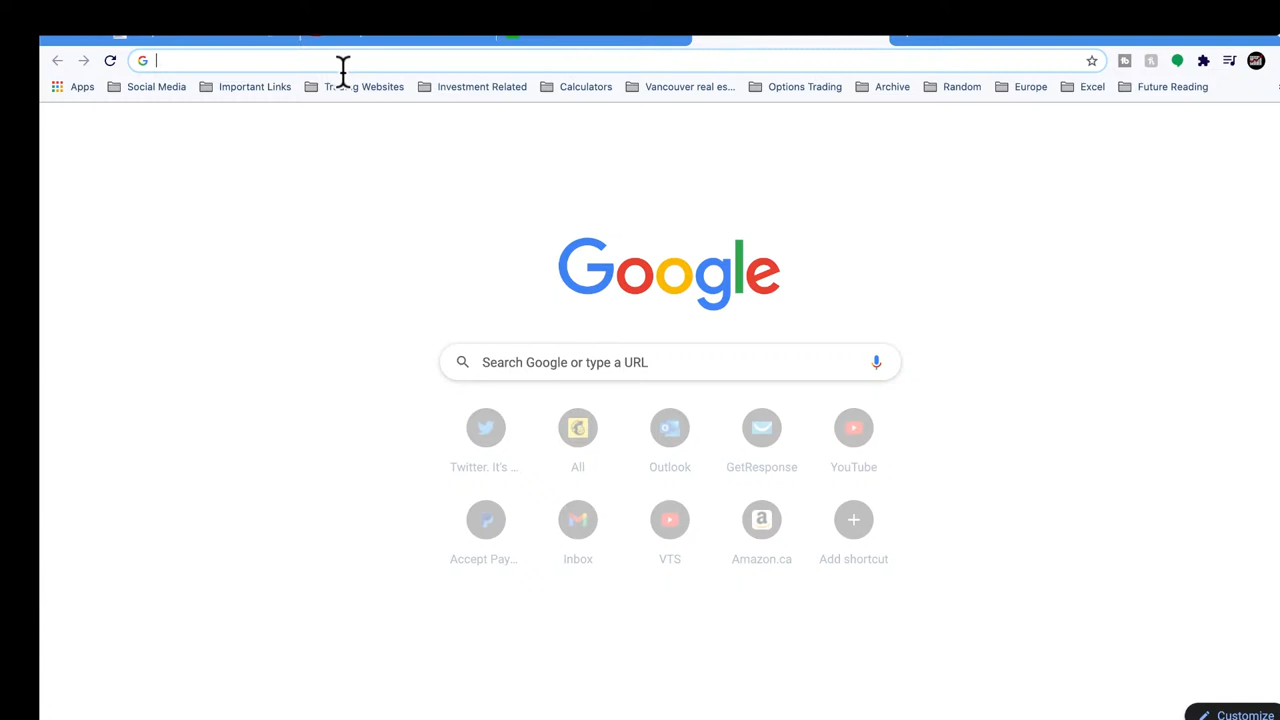 Apps Social Media Important Links Websites Investment Related Calculators Vancouver real es... Options Trading Archive Random Europe Excel Future Reading
Google
Search Google or type a URL
Twitter. It's ... All Outlook GetResponse YouTube
Accept Pay... Inbox VTS Amazon.ca Add shortcut
Customize